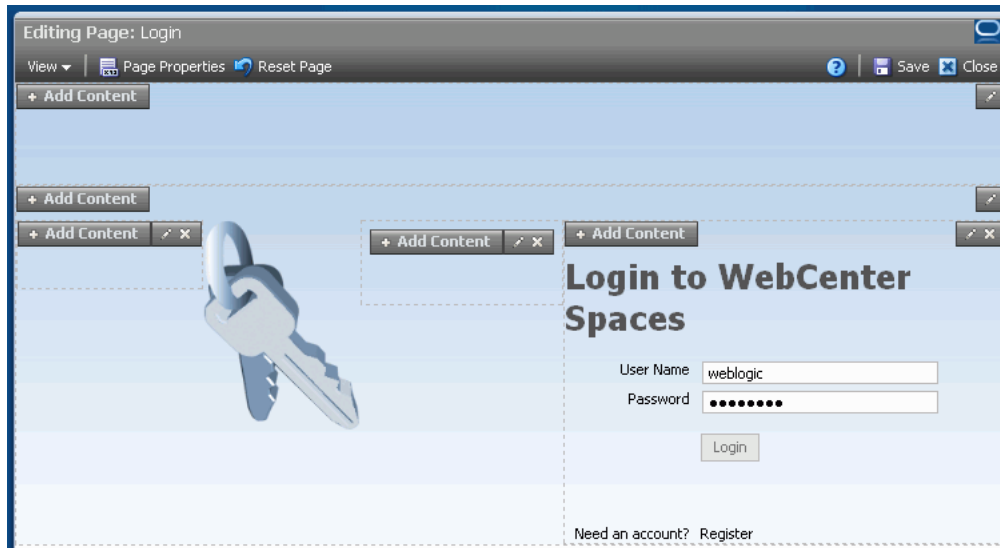 Editing Page: Login
View Page Properties Reset Page ? Save Close
+ Add Content
+ Add Content
+ Add Content + Add Content + Add Content
Login to WebCenter
Spaces
User Name weblogic
Password ●●●●●●●●
Login
Need an account? Register